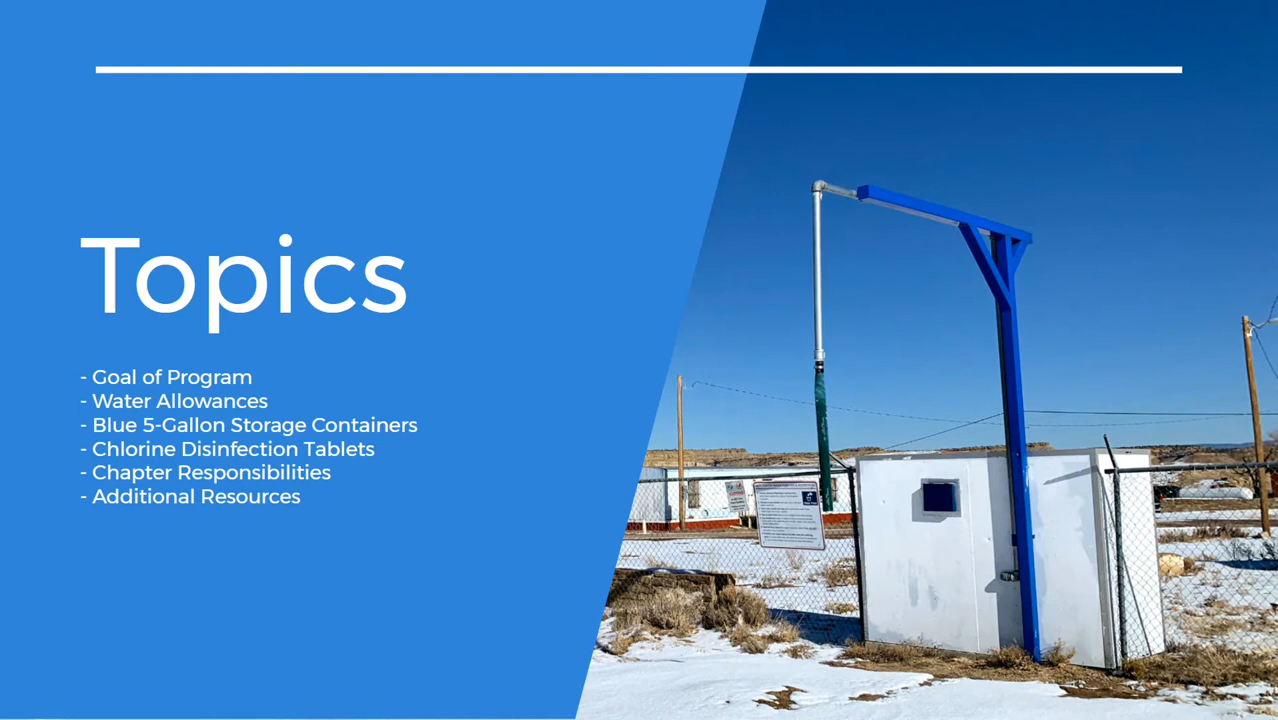 Topics
- Goal of Program
- Water Allowances
- Blue 5-Gallon Storage Containers
- Chlorine Disinfection Tablets
- Chapter Responsibilities
- Additional Resources